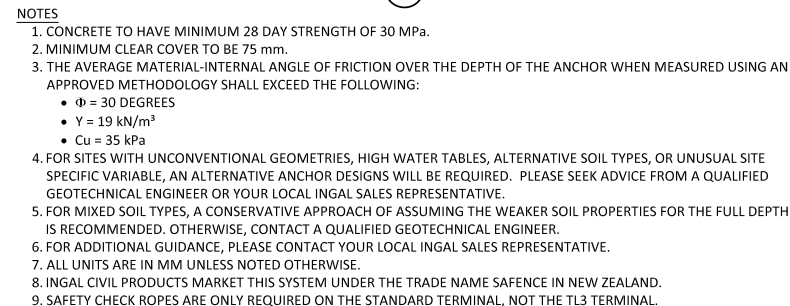 NOTES
1. CONCRETE TO HAVE MINIMUM 28 DAY STRENGTH OF 30 MPa.
2. MINIMUM CLEAR COVER TO BE 75 mm.
3. THE AVERAGE MATERIAL-INTERNAL ANGLE OF FRICTION OVER THE DEPTH OF THE ANCHOR WHEN MEASURED USING AN
APPROVED METHODOLOGY SHALL EXCEED THE FOLLOWING:
• Φ = 30 DEGREES
• Y = 19 kN/m³
• Cu = 35 kPa
4. FOR SITES WITH UNCONVENTIONAL GEOMETRIES, HIGH WATER TABLES, ALTERNATIVE SOIL TYPES, OR UNUSUAL SITE
SPECIFIC VARIABLE, AN ALTERNATIVE ANCHOR DESIGNS WILL BE REQUIRED. PLEASE SEEK ADVICE FROM A QUALIFIED
GEOTECHNICAL ENGINEER OR YOUR LOCAL INGAL SALES REPRESENTATIVE.
5. FOR MIXED SOIL TYPES, A CONSERVATIVE APPROACH OF ASSUMING THE WEAKER SOIL PROPERTIES FOR THE FULL DEPTH
IS RECOMMENDED. OTHERWISE, CONTACT A QUALIFIED GEOTECHNICAL ENGINEER.
6. FOR ADDITIONAL GUIDANCE, PLEASE CONTACT YOUR LOCAL INGAL SALES REPRESENTATIVE.
7. ALL UNITS ARE IN MM UNLESS NOTED OTHERWISE.
8. INGAL CIVIL PRODUCTS MARKET THIS SYSTEM UNDER THE TRADE NAME SAFENCE IN NEW ZEALAND.
9. SAFETY CHECK ROPES ARE ONLY REQUIRED ON THE STANDARD TERMINAL, NOT THE TL3 TERMINAL.